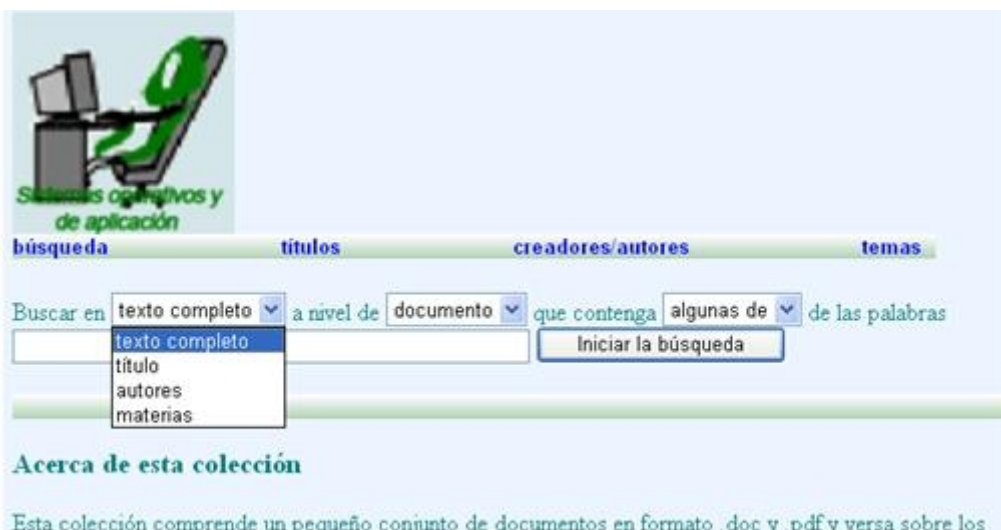 Sistemas operativos y
de aplicación
búsqueda títulos creadores/autores temas
Buscar en texto completo a nivel de documento que contenga algunas de de las palabras
texto completo Iniciar la búsqueda
título
autores
materias
Acerca de esta colección
Esta colección comprende un pequeño conjunto de documentos en formato .doc y .pdf y versa sobre los